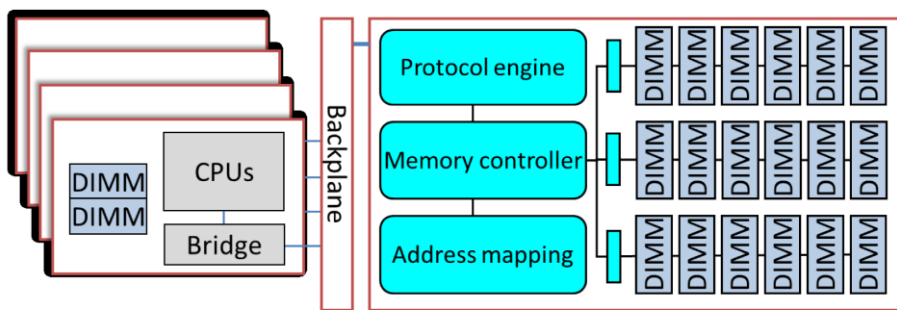 DIMM
DIMM
CPUs
Bridge
Backplane
Protocol engine
Memory controller
Address mapping
DIMM DIMM DIMM DIMM DIMM DIMM
DIMM DIMM DIMM DIMM DIMM DIMM
DIMM DIMM DIMM DIMM DIMM DIMM